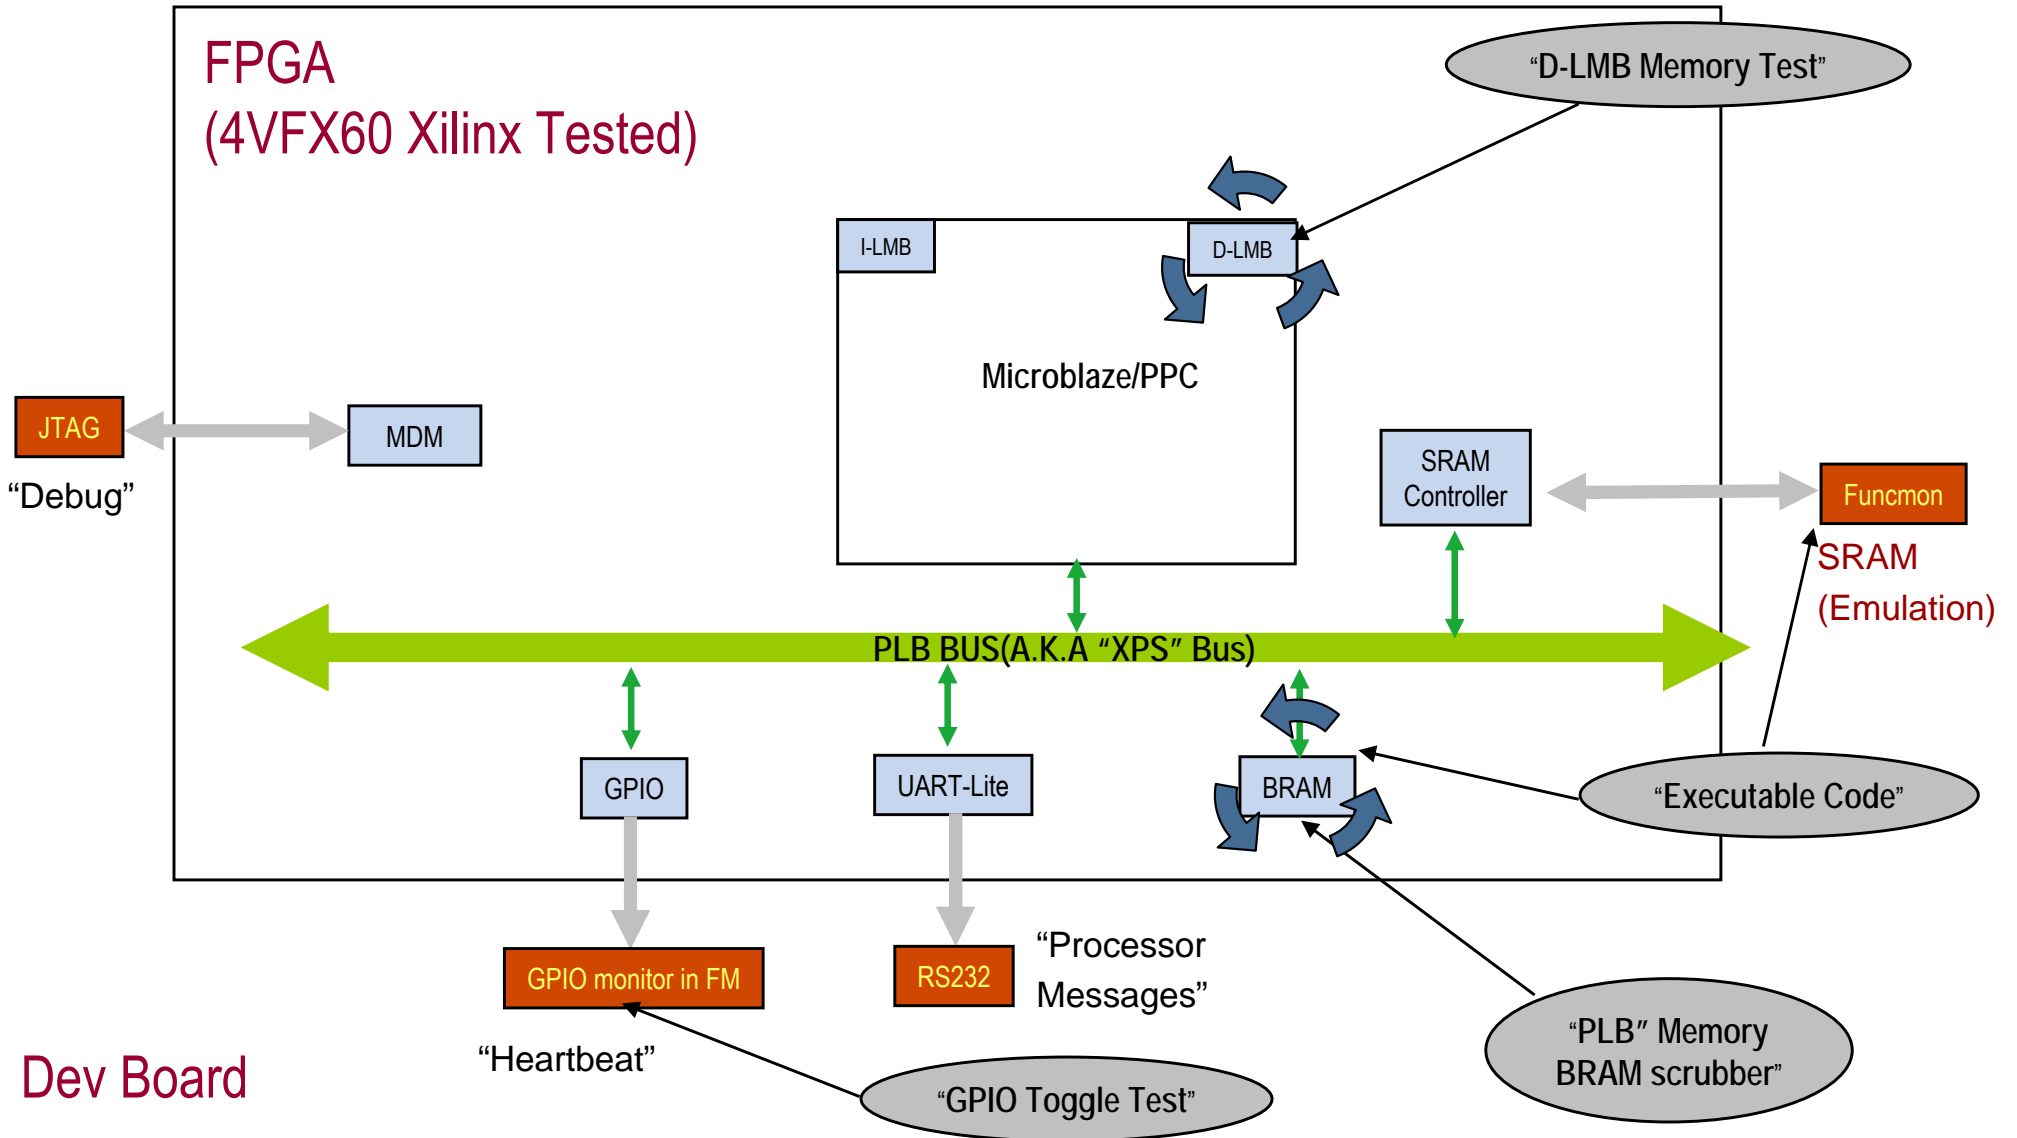 FPGA
(4VFX60 Xilinx Tested)
“D-LMB Memory Test”
I-LMB
D-LMB
Microblaze/PPC
JTAG
“Debug”
MDM
SRAM
Controller
Funcmon
SRAM
(Emulation)
PLB BUS(A.K.A “XPS” Bus)
GPIO
UART-Lite
BRAM
“Executable Code”
GPIO monitor in FM
“Heartbeat”
RS232
“Processor
Messages”
“GPIO Toggle Test”
“PLB” Memory
BRAM scrubber”
Dev Board